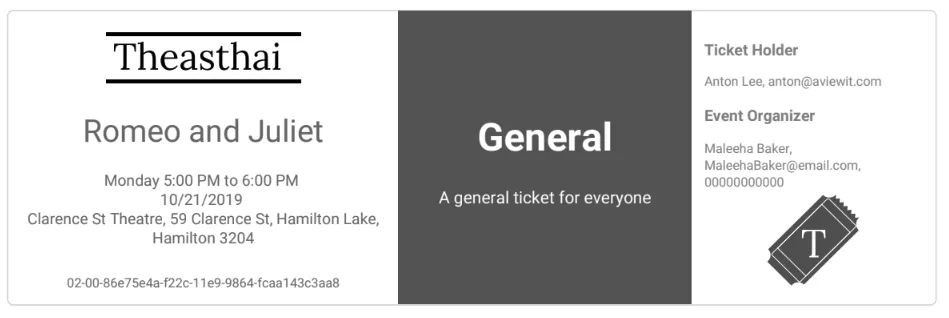 Theasthai
Romeo and Juliet
Monday 5:00 PM to 6:00 PM
10/21/2019
Clarence St Theatre, 59 Clarence St, Hamilton Lake,
Hamilton 3204
02-00-86e75e4a-f22c-11e9-9864-fcaa143c3aa8
General
A general ticket for everyone
Ticket Holder
Anton Lee, anton@aviewit.com
Event Organizer
Maleeha Baker,
MaleehaBaker@email.com,
00000000000
T